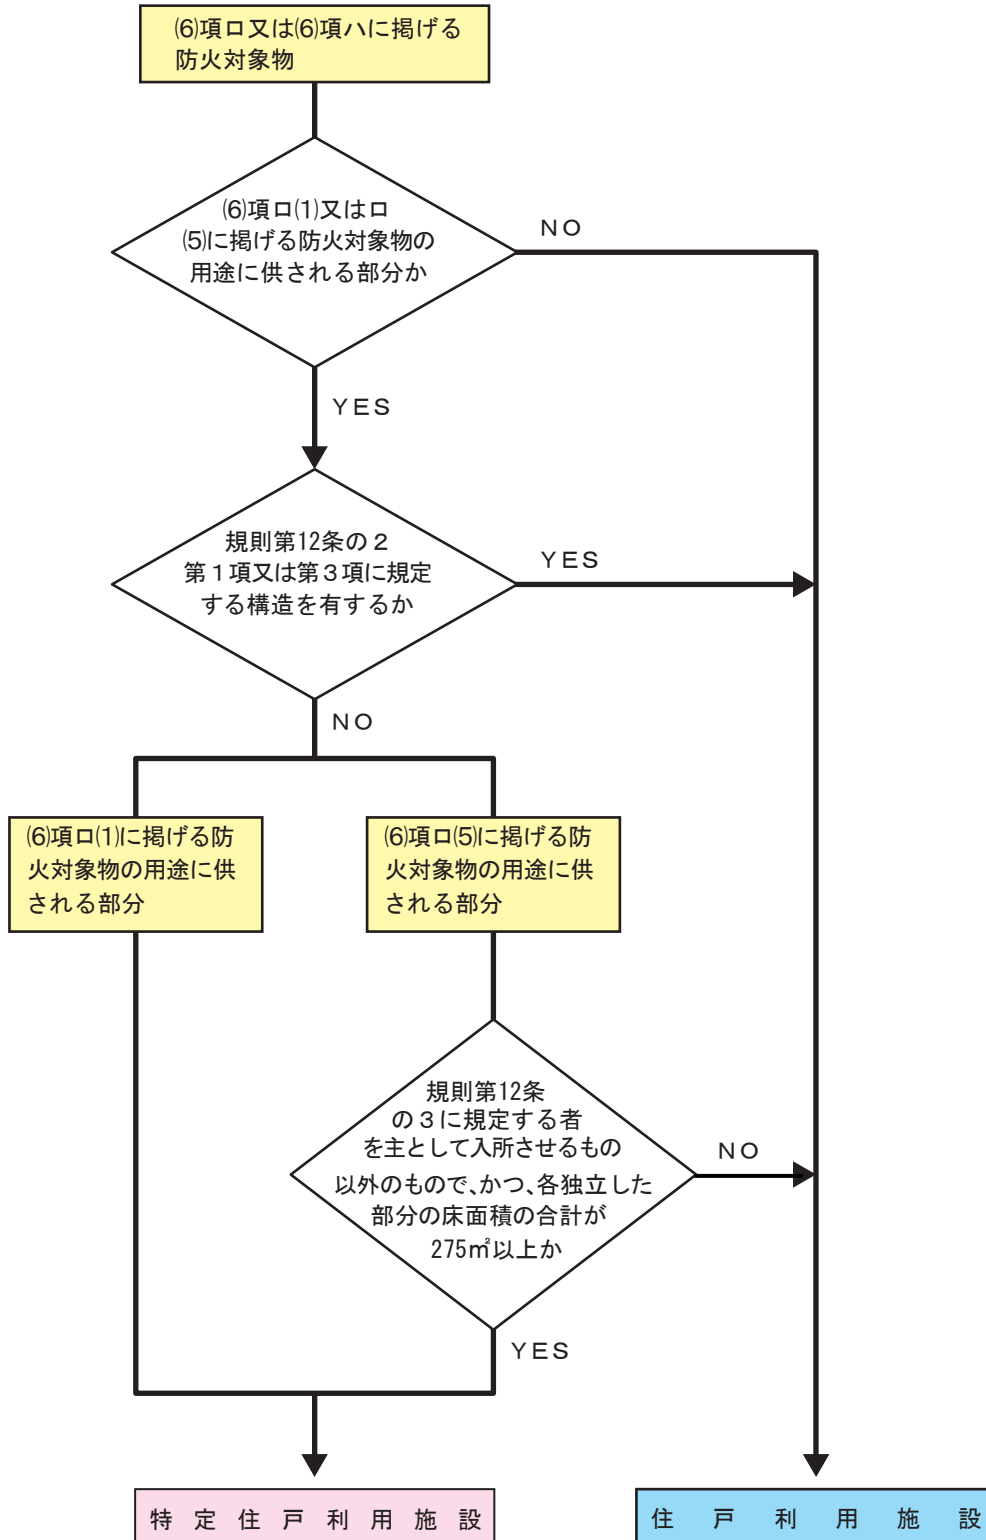 ⑹項ロ又は⑹項ハに掲げる
防火対象物
⑹項ロ⑴又はロ
⑸に掲げる防火対象物の
用途に供される部分か
NO
YES
規則第12条の２
第１項又は第３項に規定
する構造を有するか
YES
NO
⑹項ロ⑴に掲げる防
火対象物の用途に供
される部分
⑹項ロ⑸に掲げる防
火対象物の用途に供
される部分
規則第12条
の３に規定する者
を主として入所させるもの
以外のもので、かつ、各独立した
部分の床面積の合計が
275㎡以上か
NO
YES
特定住戸利用施設
住戸利用施設